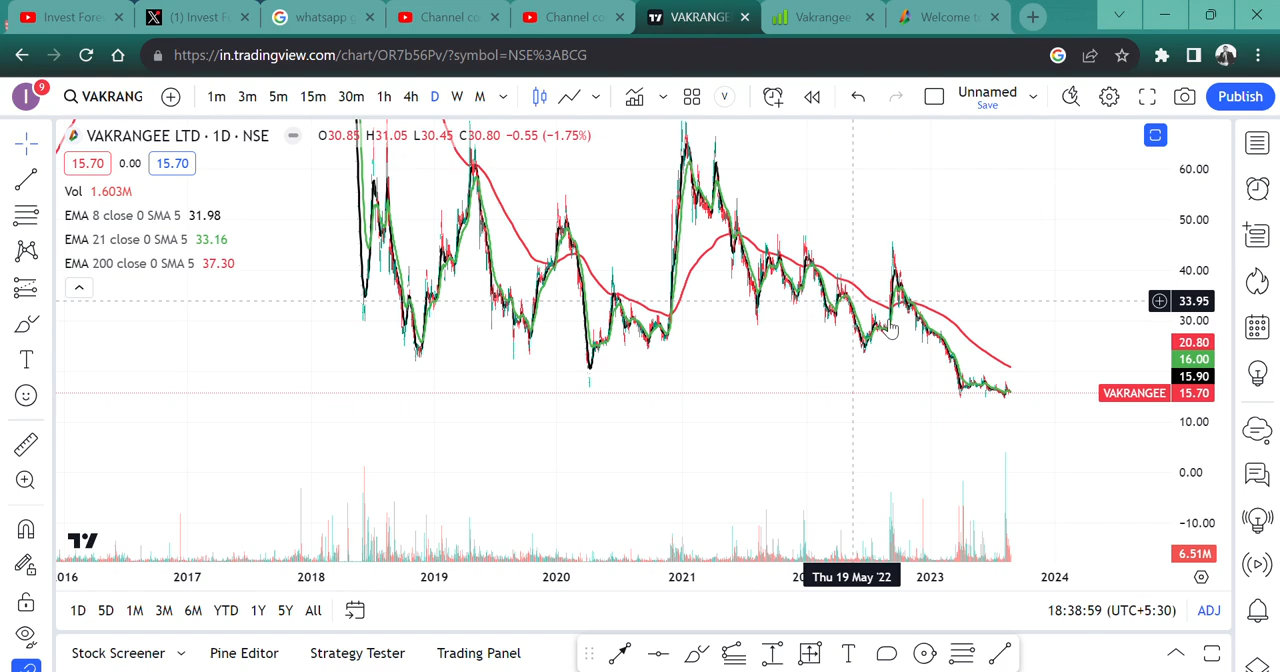 Invest Fores
(1) Invest F
whatsapp g
Channel co
Channel co
VAKRANGE
Vakrangee
Welcome t
https://in.tradingview.com/chart/OR7b56Pv/?symbol=NSE%3ABCG
I
9
VAKRANG
1m 3m 5m 15m 30m 1h 4h D W M
V
Unnamed
Save
Publish
VAKRANGEE LTD · 1D · NSE
O30.85 H31.05 L30.45 C30.80 −0.55 (−1.75%)
15.70 0.00 15.70
Vol 1.603M
EMA 8 close 0 SMA 5 31.98
EMA 21 close 0 SMA 5 33.16
EMA 200 close 0 SMA 5 37.30
60.00
50.00
40.00
33.95
30.00
20.80
16.00
15.90
VAKRANGEE 15.70
10.00
0.00
−10.00
6.51M
2016 2017 2018 2019 2020 2021 Thu 19 May '22 2023 2024
1D 5D 1M 3M 6M YTD 1Y 5Y All
18:38:59 (UTC+5:30) ADJ
Stock Screener Pine Editor Strategy Tester Trading Panel
T